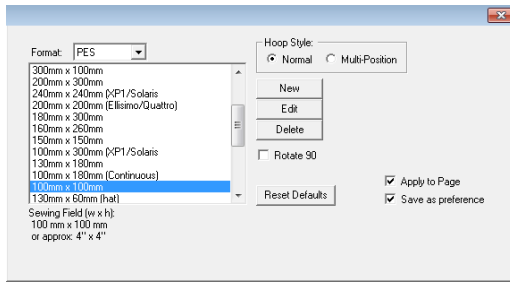 Format: PES
300mm x 100mm
200mm x 300mm
240mm x 240mm (XP1/Solaris
200mm x 200mm (Ellisimo/Quattro)
180mm x 300mm
160mm x 260mm
150mm x 150mm
100mm x 300mm (XP1/Solaris
130mm x 180mm
100mm x 180mm (Continuous)
100mm x 100mm
130mm x 60mm (hat)
Sewing Field (w x h):
100 mm x 100 mm
or approx: 4'' x 4''
Hoop Style:
Normal Multi-Position
New
Edit
Delete
Rotate 90
Reset Defaults
Apply to Page
Save as preference